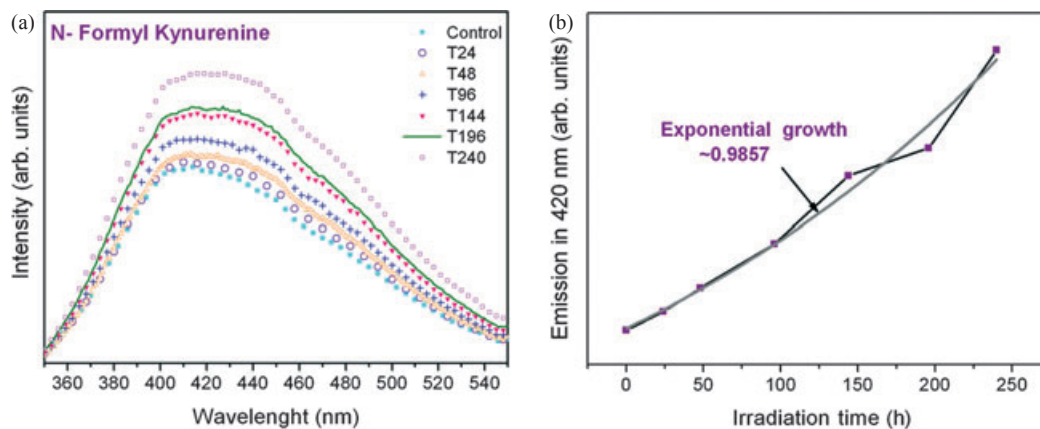 (a)
N- Formyl Kynurenine
Control
T24
T48
T96
T144
T196
T240
Intensity (arb. units)
360 380 400 420 440 460 480 500 520 540
Wavelenght (nm)
(b)
Exponential growth
~0.9857
Emission in 420 nm (arb. units)
0 50 100 150 200 250
Irradiation time (h)